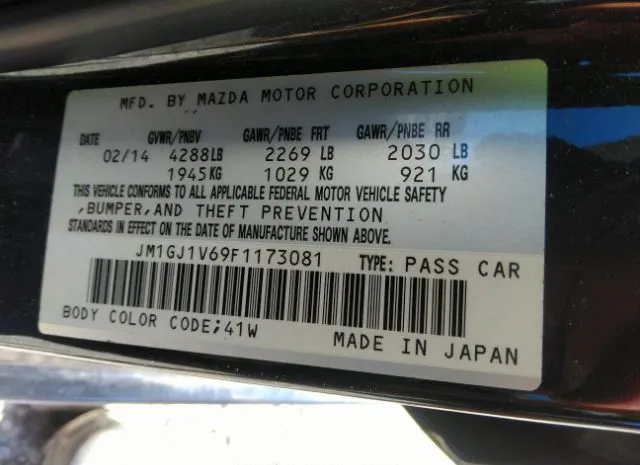 MFD. BY MAZDA MOTOR CORPORATION
DATE GVWR/PNBV GAWR/PNBE FRT GAWR/PNBE RR
02/14 4288LB 2269 LB 2030 LB
1945KG 1029 KG 921 KG
THIS VEHICLE CONFORMS TO ALL APPLICABLE FEDERAL MOTOR VEHICLE SAFETY
,BUMPER,AND THEFT PREVENTION
STANDARDS IN EFFECT ON THE DATE OF MANUFACTURE SHOWN ABOVE.
JM1GJ1V69F1173081 TYPE: PASS CAR
BODY COLOR CODE;41W MADE IN JAPAN